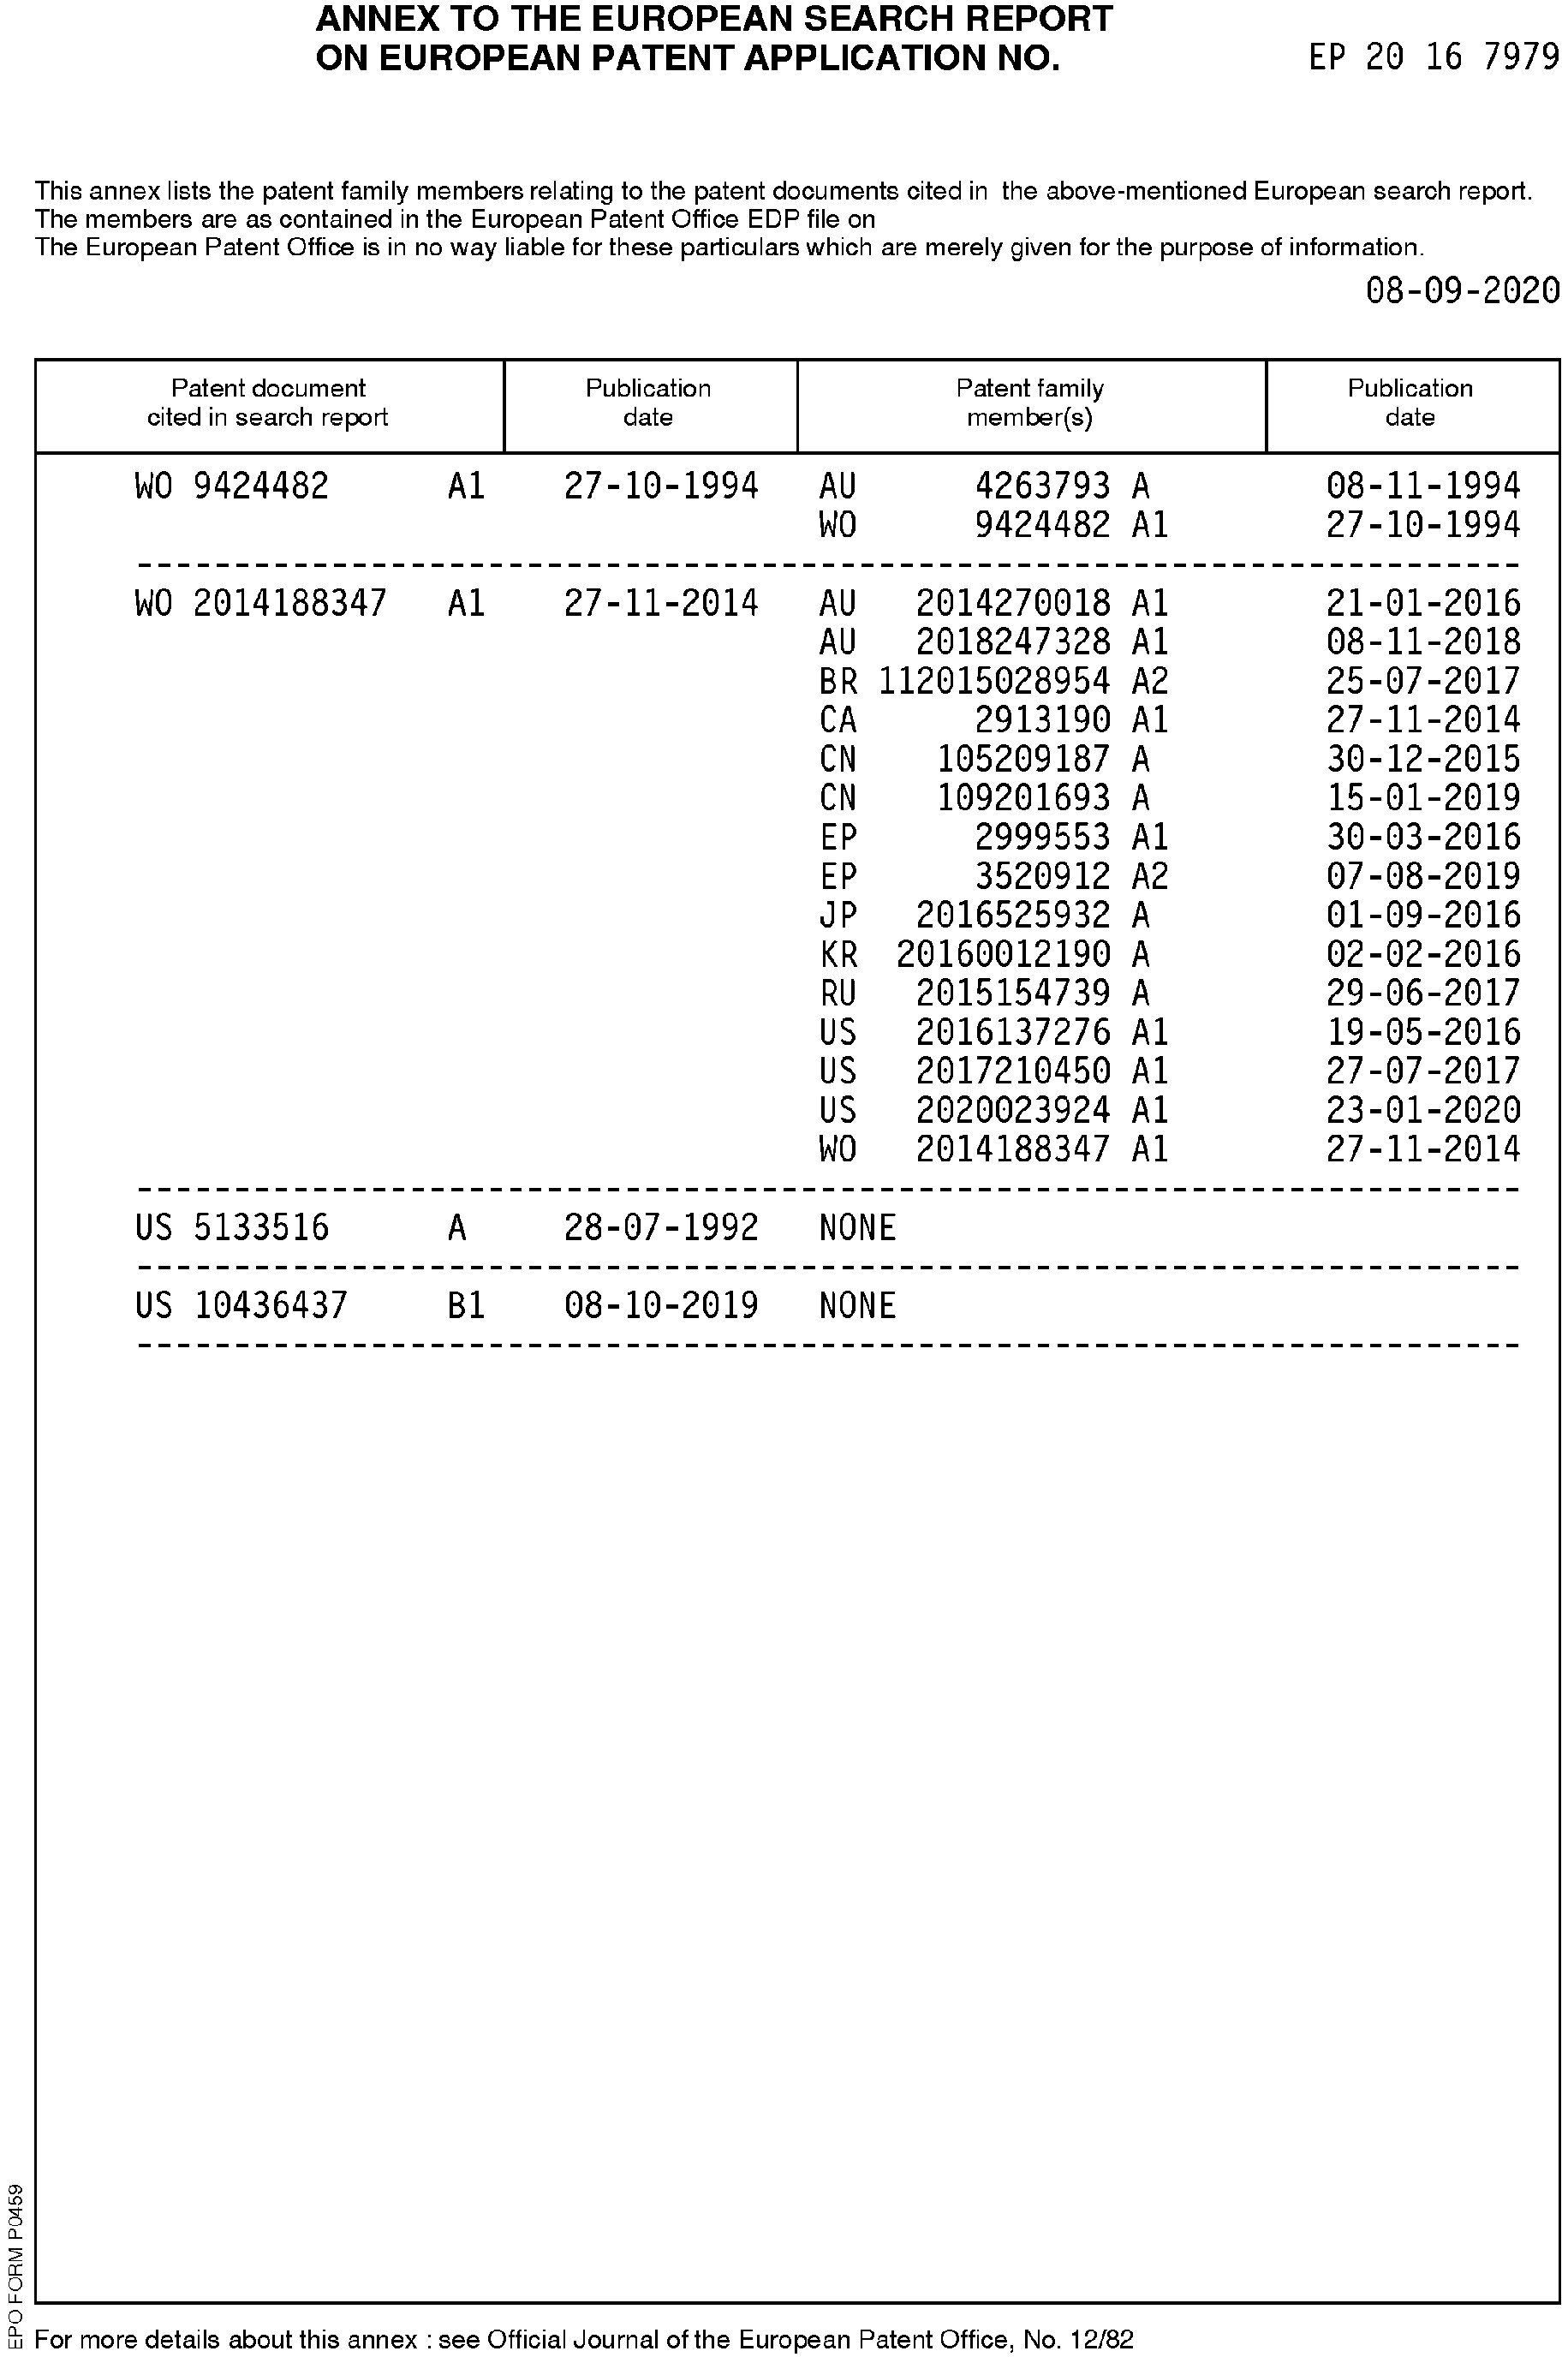 ANNEX TO THE EUROPEAN SEARCH REPORT
ON EUROPEAN PATENT APPLICATION NO. EP 20 16 7979
This annex lists the patent family members relating to the patent documents cited in the above-mentioned European search report.
The members are as contained in the European Patent Office EDP file on
The European Patent Office is in no way liable for these particulars which are merely given for the purpose of information.
08-09-2020
Patent document Publication Patent family Publication
cited in search report date member(s) date
WO 9424482 A1 27-10-1994 AU 4263793 A 08-11-1994
WO 9424482 A1 27-10-1994
WO 2014188347 A1 27-11-2014 AU 2014270018 A1 21-01-2016
AU 2018247328 A1 08-11-2018
BR 112015028954 A2 25-07-2017
CA 2913190 A1 27-11-2014
CN 105209187 A 30-12-2015
CN 109201693 A 15-01-2019
EP 2999553 A1 30-03-2016
EP 3520912 A2 07-08-2019
JP 2016525932 A 01-09-2016
KR 20160012190 A 02-02-2016
RU 2015154739 A 29-06-2017
US 2016137276 A1 19-05-2016
US 2017210450 A1 27-07-2017
US 2020023924 A1 23-01-2020
WO 2014188347 A1 27-11-2014
US 5133516 A 28-07-1992 NONE
US 10436437 B1 08-10-2019 NONE
EPO FORM P0459
For more details about this annex : see Official Journal of the European Patent Office, No. 12/82